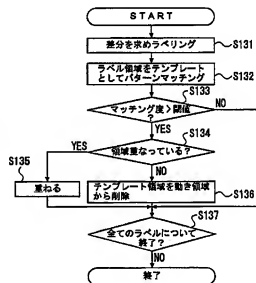 START
差分を求めラベリング
S131
ラベル領域をテンプレート
としてパターンマッチング
S132
S133
マッチング度>閾値
?
NO
YES
S134
YES
領域重なっている?
S135
NO
重ねる
テンプレート領域を動き領域
から削除
S136
S137
全てのラベルについて
終了?
NO
終了